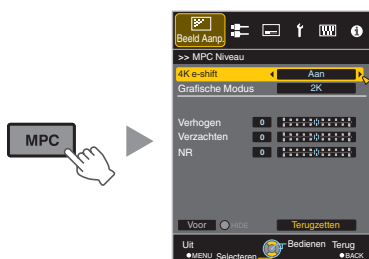 MPC
Beeld Aanp.
>> MPC Niveau
4K e-shift Aan
Grafische Modus 2K
Verhogen 0
Verzachten 0
NR 0
Voor HIDE Terugzetten
Uit Bedienen Terug
MENU Selecteren BACK